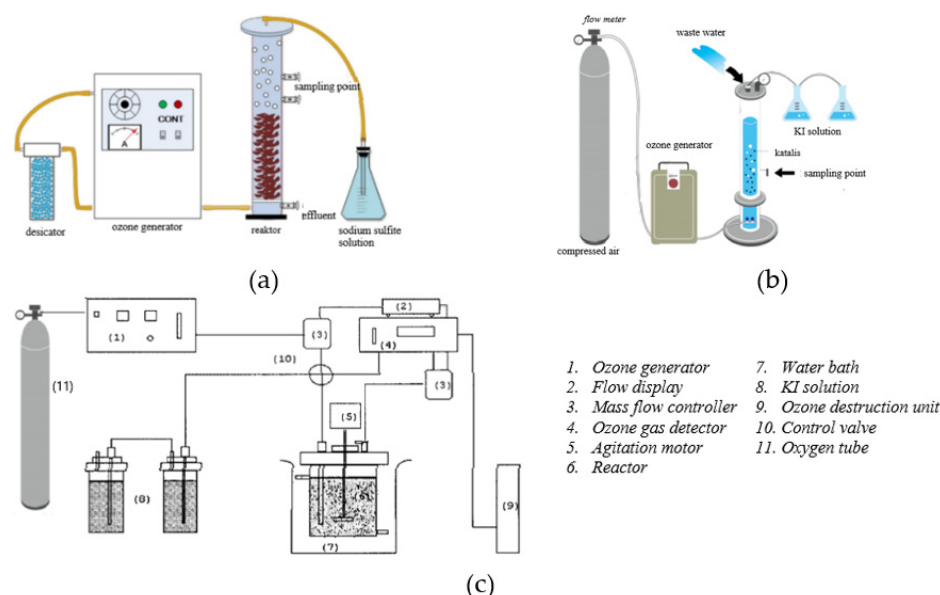 CONT
A
sampling point
effluent
desicator
ozone generator
reaktor
sodium sulfite
solution
(a)
flow meter
waste water
KI solution
ozone generator
katalis
sampling point
compressed air
(b)
(1)
(2)
(3)
(4)
(10)
(11)
(3)
(5)
(8)
(6)
(7)
(9)
(c)
1. Ozone generator
2. Flow display
3. Mass flow controller
4. Ozone gas detector
5. Agitation motor
6. Reactor
7. Water bath
8. KI solution
9. Ozone destruction unit
10. Control valve
11. Oxygen tube